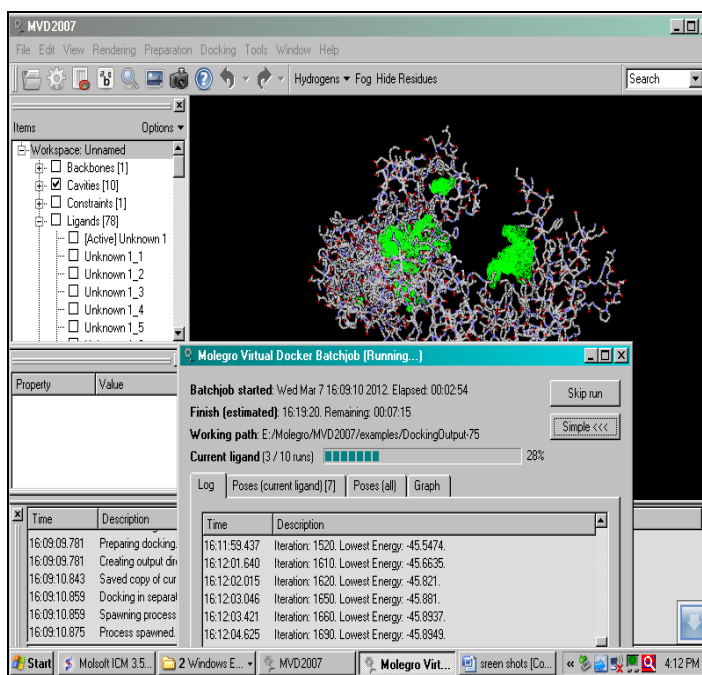 MVD2007
File Edit View Rendering Preparation Docking Tools Window Help
Hydrogens Fog Hide Residues
Search
Items Options
Workspace: Unnamed
Backbones [1]
Cavities [10]
Constraints [1]
Ligands [78]
[Active] Unknown 1
Unknown 1_1
Unknown 1_2
Unknown 1_3
Unknown 1_4
Unknown 1_5
Property Value
Molegro Virtual Docker Batchjob (Running...)
Batchjob started: Wed Mar 7 16:09:10 2012. Elapsed: 00:02:54
Finish (estimated): 16:19:20. Remaining: 00:07:15
Working path: E:/Molegro/MVD2007/examples/DockingOutput-75
Current ligand (3 / 10 runs) 28%
Skip run
Simple <<<
Log Poses (current ligand) [7] Poses (all) Graph
Time Description
16:11:59.437 Iteration: 1520. Lowest Energy: -45.5474.
16:12:01.640 Iteration: 1610. Lowest Energy: -45.6635.
16:12:02.015 Iteration: 1620. Lowest Energy: -45.821.
16:12:03.046 Iteration: 1650. Lowest Energy: -45.881.
16:12:03.421 Iteration: 1660. Lowest Energy: -45.8937.
16:12:04.625 Iteration: 1690. Lowest Energy: -45.8949.
Time Description
16:09:09.781 Preparing docking.
16:09:09.781 Creating output dire
16:09:10.843 Saved copy of cur
16:09:10.859 Docking in separat
16:09:10.859 Spawning process
16:09:10.875 Process spawned.
Start Molsoft ICM 3.5... 2 Windows E... MVD2007 Molegro Virt... sreen shots [Co... « 4:12 PM